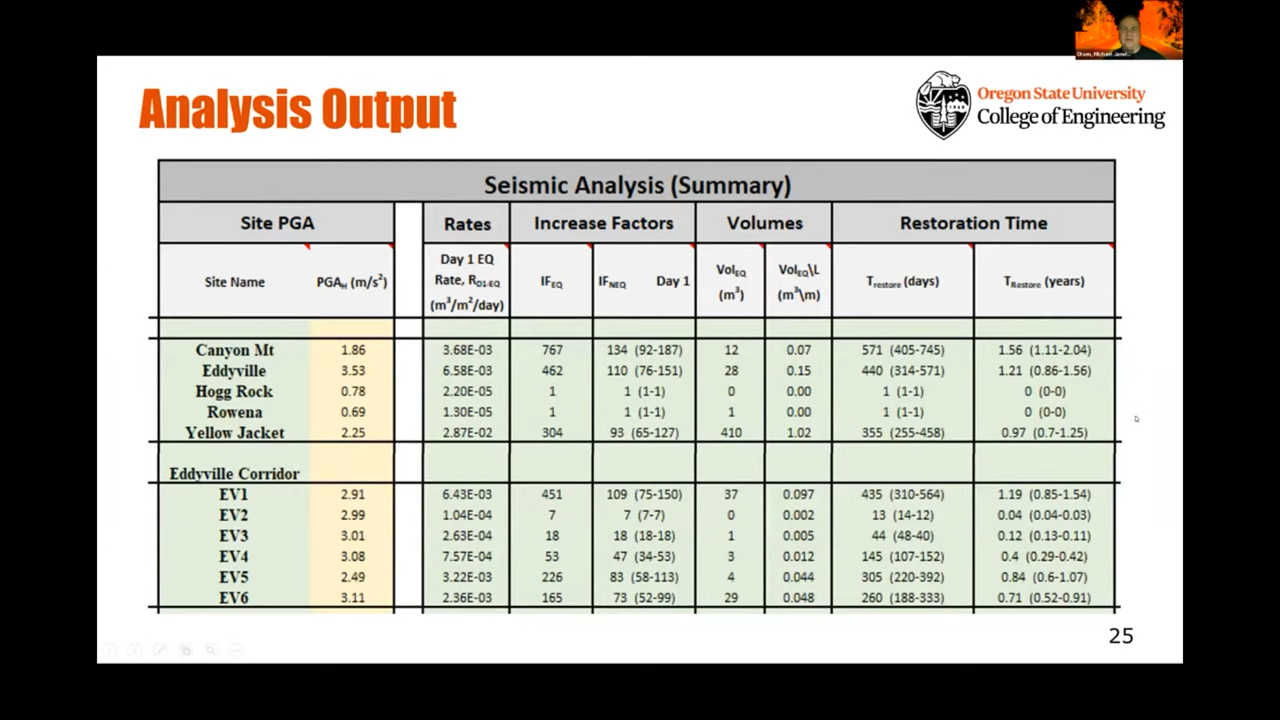 Olsen, Michael Jame...
Analysis Output
Oregon State University
College of Engineering
Seismic Analysis (Summary)
Site PGA Rates Increase Factors Volumes Restoration Time
Site Name PGAH (m/s2) Day 1 EQ Rate, RD1-EQ (m3/m2/day) IFEQ IFNEQ Day 1 VolEQ (m3) VolEQ\L (m3\m) Trestore (days) TRestore (years)
Canyon Mt 1.86 3.68E-03 767 134 (92-187) 12 0.07 571 (405-745) 1.56 (1.11-2.04)
Eddyville 3.53 6.58E-03 462 110 (76-151) 28 0.15 440 (314-571) 1.21 (0.86-1.56)
Hogg Rock 0.78 2.20E-05 1 1 (1-1) 0 0.00 1 (1-1) 0 (0-0)
Rowena 0.69 1.30E-05 1 1 (1-1) 1 0.00 1 (1-1) 0 (0-0)
Yellow Jacket 2.25 2.87E-02 304 93 (65-127) 410 1.02 355 (255-458) 0.97 (0.7-1.25)
Eddyville Corridor
EV1 2.91 6.43E-03 451 109 (75-150) 37 0.097 435 (310-564) 1.19 (0.85-1.54)
EV2 2.99 1.04E-04 7 7 (7-7) 0 0.002 13 (14-12) 0.04 (0.04-0.03)
EV3 3.01 2.63E-04 18 18 (18-18) 1 0.005 44 (48-40) 0.12 (0.13-0.11)
EV4 3.08 7.57E-04 53 47 (34-53) 3 0.012 145 (107-152) 0.4 (0.29-0.42)
EV5 2.49 3.22E-03 226 83 (58-113) 4 0.044 305 (220-392) 0.84 (0.6-1.07)
EV6 3.11 2.36E-03 165 73 (52-99) 29 0.048 260 (188-333) 0.71 (0.52-0.91)
25